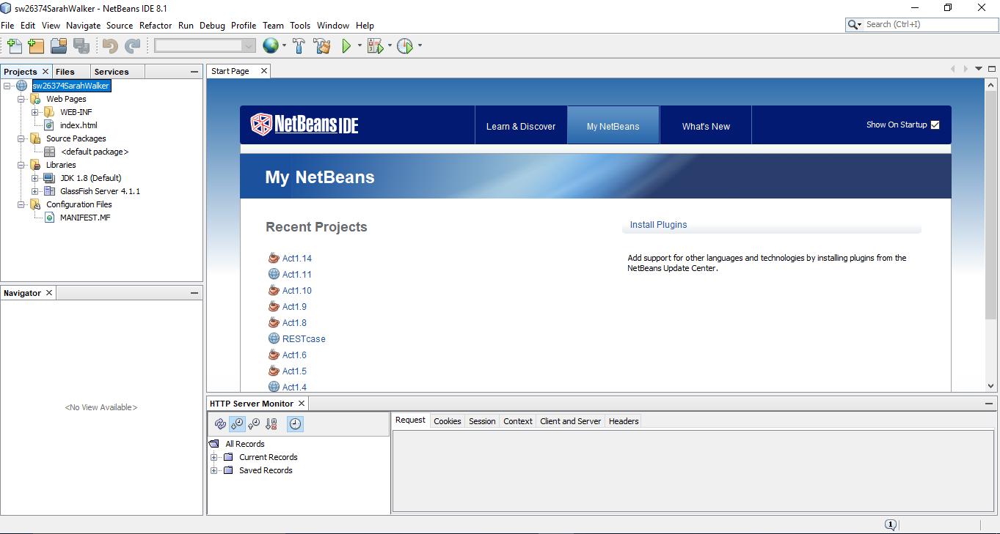 sw26374SarahWalker - NetBeans IDE 8.1
File Edit View Navigate Source Refactor Run Debug Profile Team Tools Window Help
Search (Ctrl+I)
Projects Files Services
sw26374SarahWalker
Web Pages
WEB-INF
index.html
Source Packages
<default package>
Libraries
JDK 1.8 (Default)
GlassFish Server 4.1.1
Configuration Files
MANIFEST.MF
Navigator
<No View Available>
Start Page
NetBeans IDE
Learn & Discover
My NetBeans
What's New
Show On Startup
My NetBeans
Recent Projects
Act1.14
Act1.11
Act1.10
Act1.9
Act1.8
RESTcase
Act1.6
Act1.5
Act1.4
Install Plugins
Add support for other languages and technologies by installing plugins from the
NetBeans Update Center.
HTTP Server Monitor
All Records
Current Records
Saved Records
Request Cookies Session Context Client and Server Headers
1